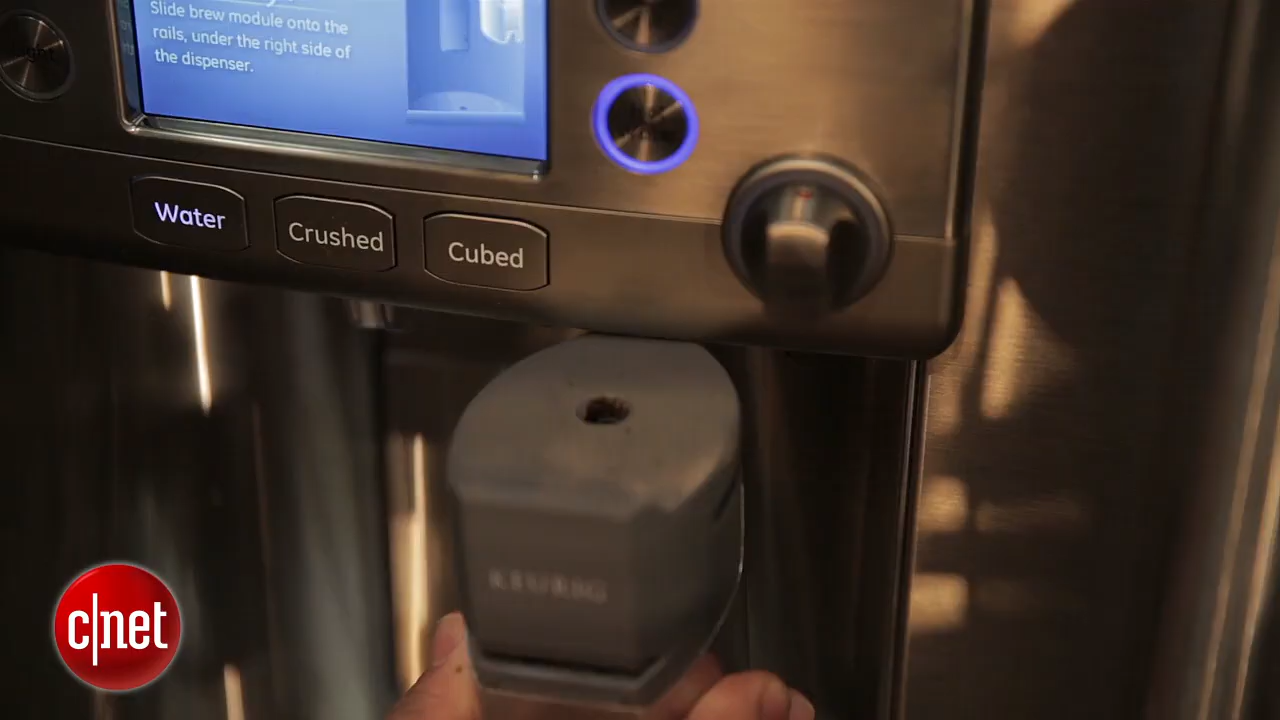 Slide brew module onto the
rails, under the right side of
the dispenser.
Water
Crushed
Cubed
KEURIG
c|net